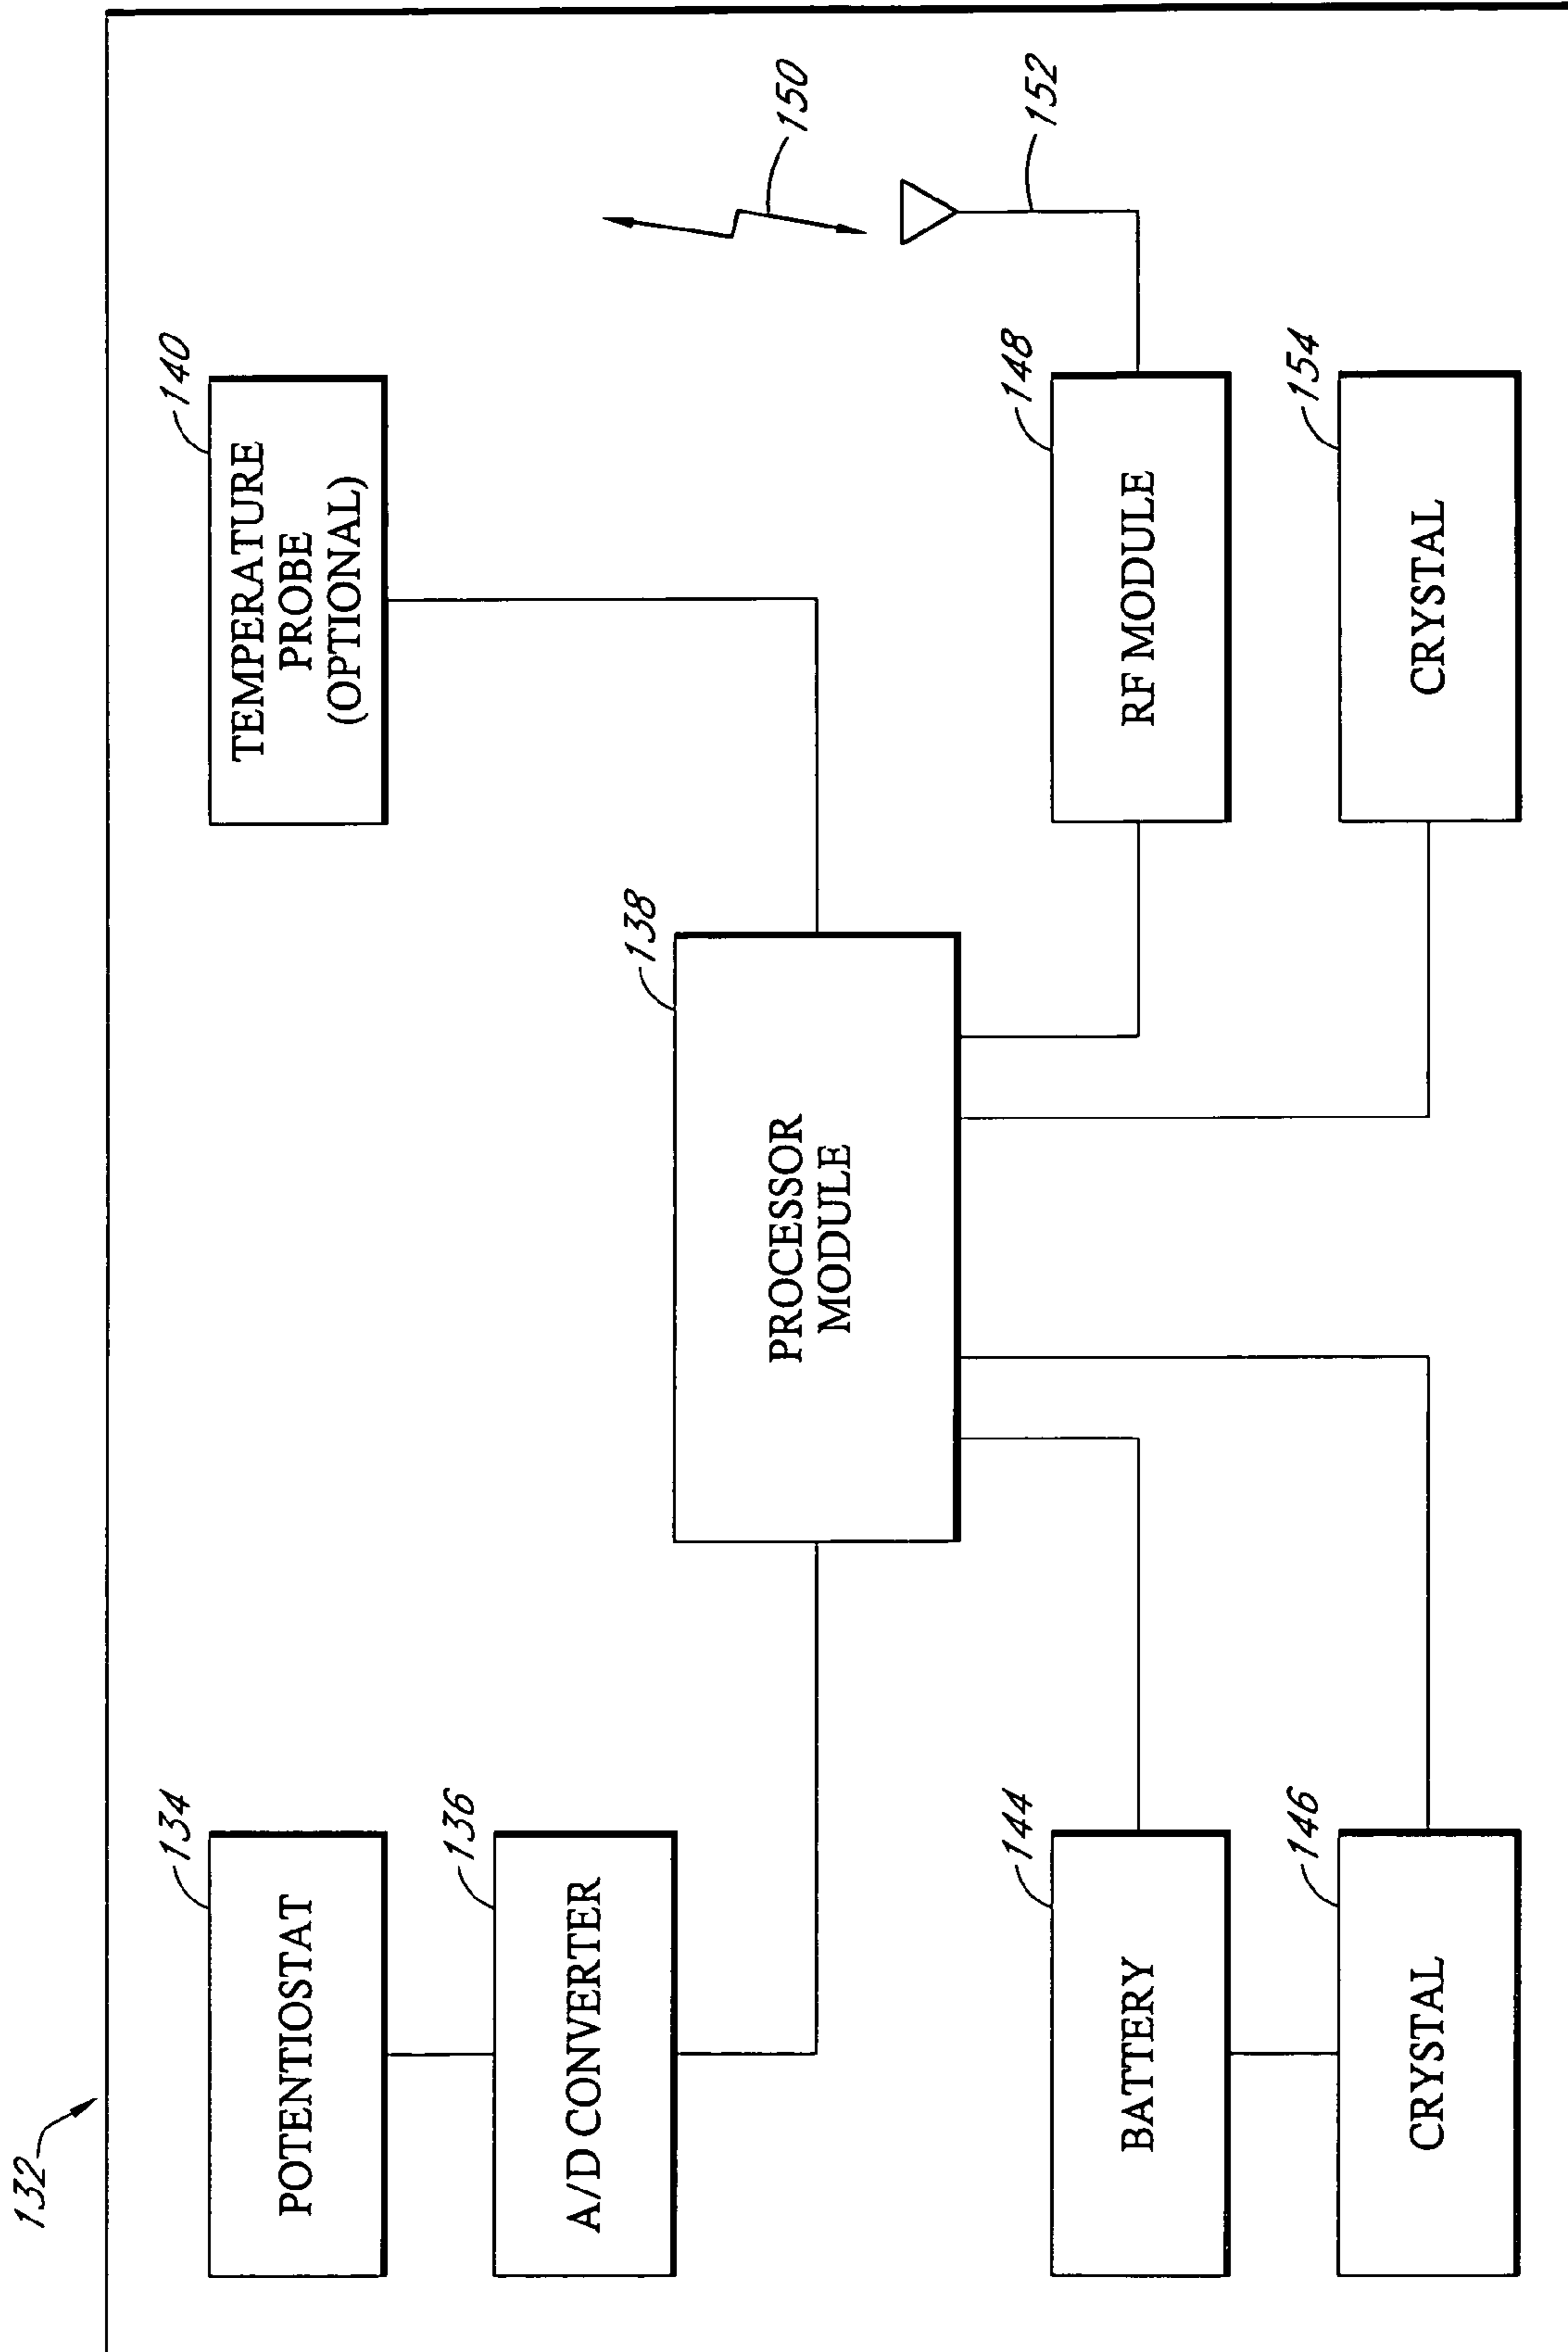 132
134
POTENTIOSTAT
136
A/D CONVERTER
140
TEMPERATURE
PROBE
(OPTIONAL)
138
PROCESSOR
MODULE
150
152
144
BATTERY
146
CRYSTAL
148
RF MODULE
154
CRYSTAL